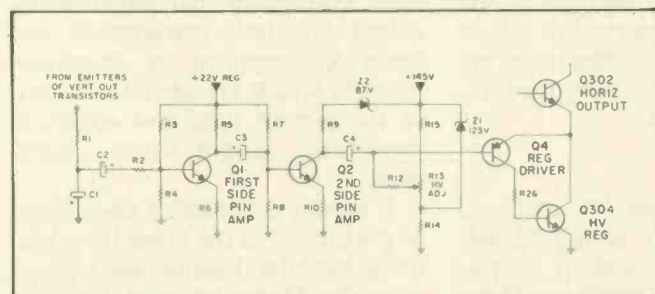 FROM EMITTERS
OF VERT OUT
TRANSISTORS
R1
C2
+
R2
C1
+
+22V REG
R3
R4
R5
C3
+
R6
Q1
FIRST
SIDE
PIN
AMP
R7
R8
Z2
87V
R9
C4
+
R10
Q2
2ND
SIDE
PIN
AMP
+145V
R15
Z1
123V
R12
R13
HV
ADJ
R14
Q4
REG
DRIVER
R26
Q302
HORIZ
OUTPUT
Q304
HV
REG